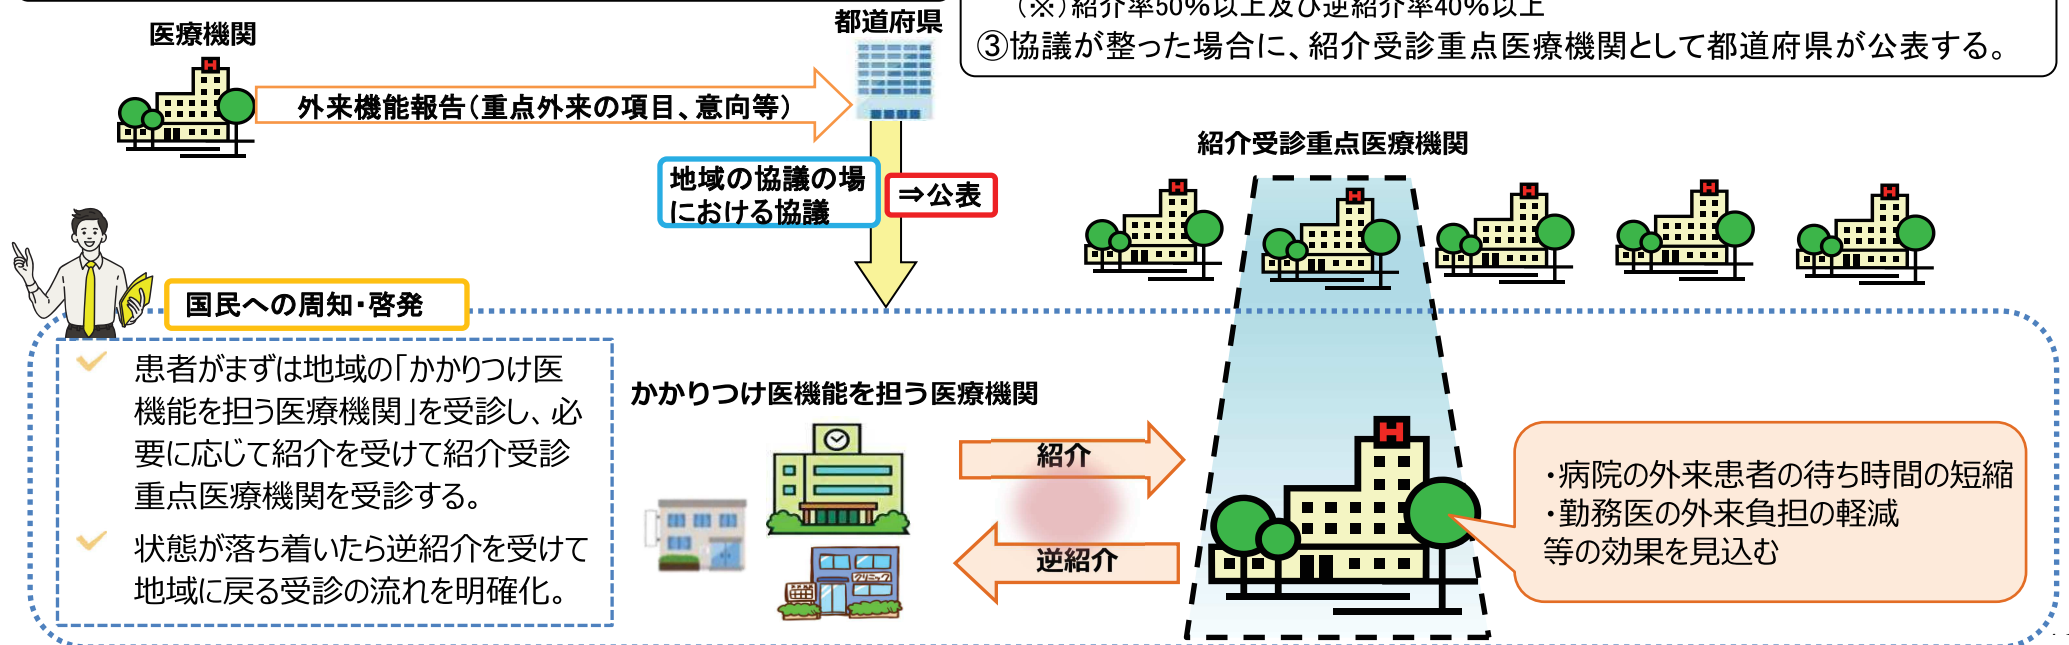 (※)紹介率50%以上及び逆紹介率40%以上
③協議が整った場合に、紹介受診重点医療機関として都道府県が公表する。
医療機関
都道府県
外来機能報告(重点外来の項目、意向等)
地域の協議の場
における協議
⇒公表
紹介受診重点医療機関
国民への周知・啓発
患者がまずは地域の「かかりつけ医
機能を担う医療機関」を受診し、必
要に応じて紹介を受けて紹介受診
重点医療機関を受診する。
状態が落ち着いたら逆紹介を受けて
地域に戻る受診の流れを明確化。
かかりつけ医機能を担う医療機関
クリニック
紹介
逆紹介
・病院の外来患者の待ち時間の短縮
・勤務医の外来負担の軽減
等の効果を見込む
H
H
H
H
H
H
H